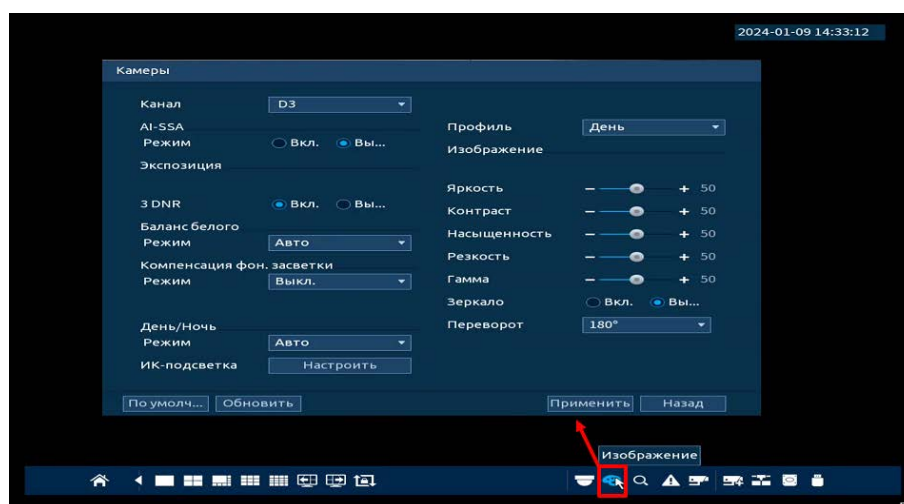 2024-01-09 14:33:12
Камеры
Канал D3
AI-SSA
Режим Вкл. Вы...
Экспозиция
3 DNR Вкл. Вы...
Баланс белого
Режим Авто
Компенсация фон. засветки
Режим Выкл.
День/Ночь
Режим Авто
ИК-подсветка Настроить
Профиль День
Изображение
Яркость 50
Контраст 50
Насыщенность 50
Резкость 50
Гамма 50
Зеркало Вкл. Вы...
Переворот 180°
По умолч... Обновить Применить Назад
Изображение